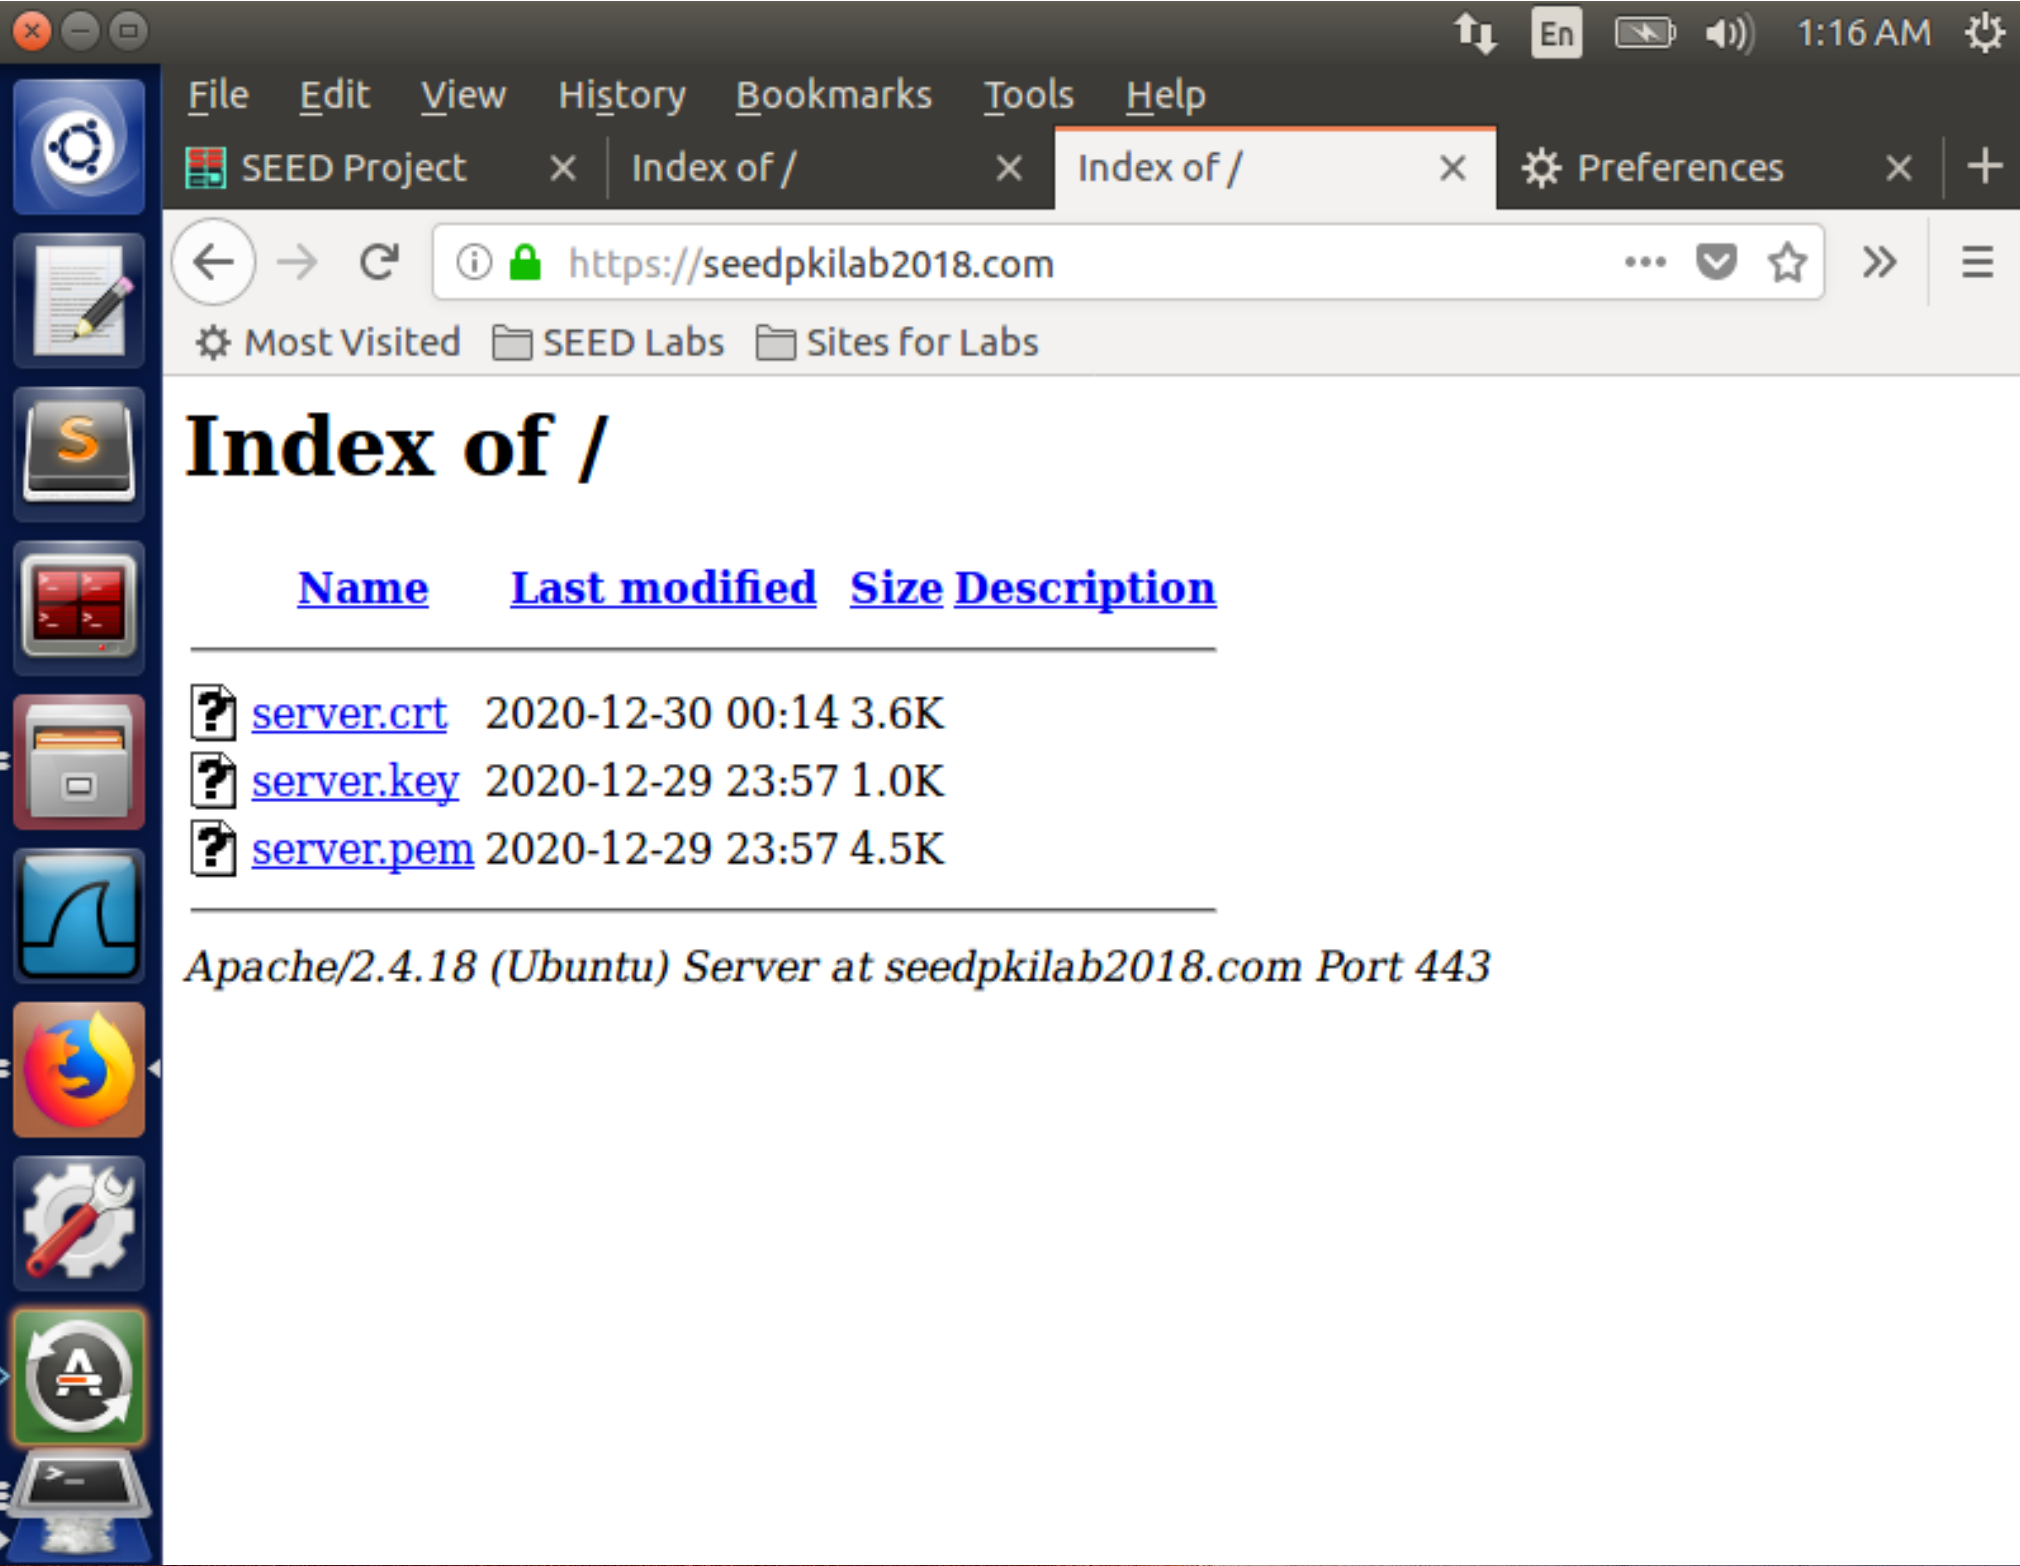 En 1:16 AM
File Edit View History Bookmarks Tools Help
SEED Project Index of / Index of / Preferences
https://seedpkilab2018.com
Most Visited SEED Labs Sites for Labs
Index of /
Name Last modified Size Description
server.crt 2020-12-30 00:14 3.6K
server.key 2020-12-29 23:57 1.0K
server.pem 2020-12-29 23:57 4.5K
Apache/2.4.18 (Ubuntu) Server at seedpkilab2018.com Port 443